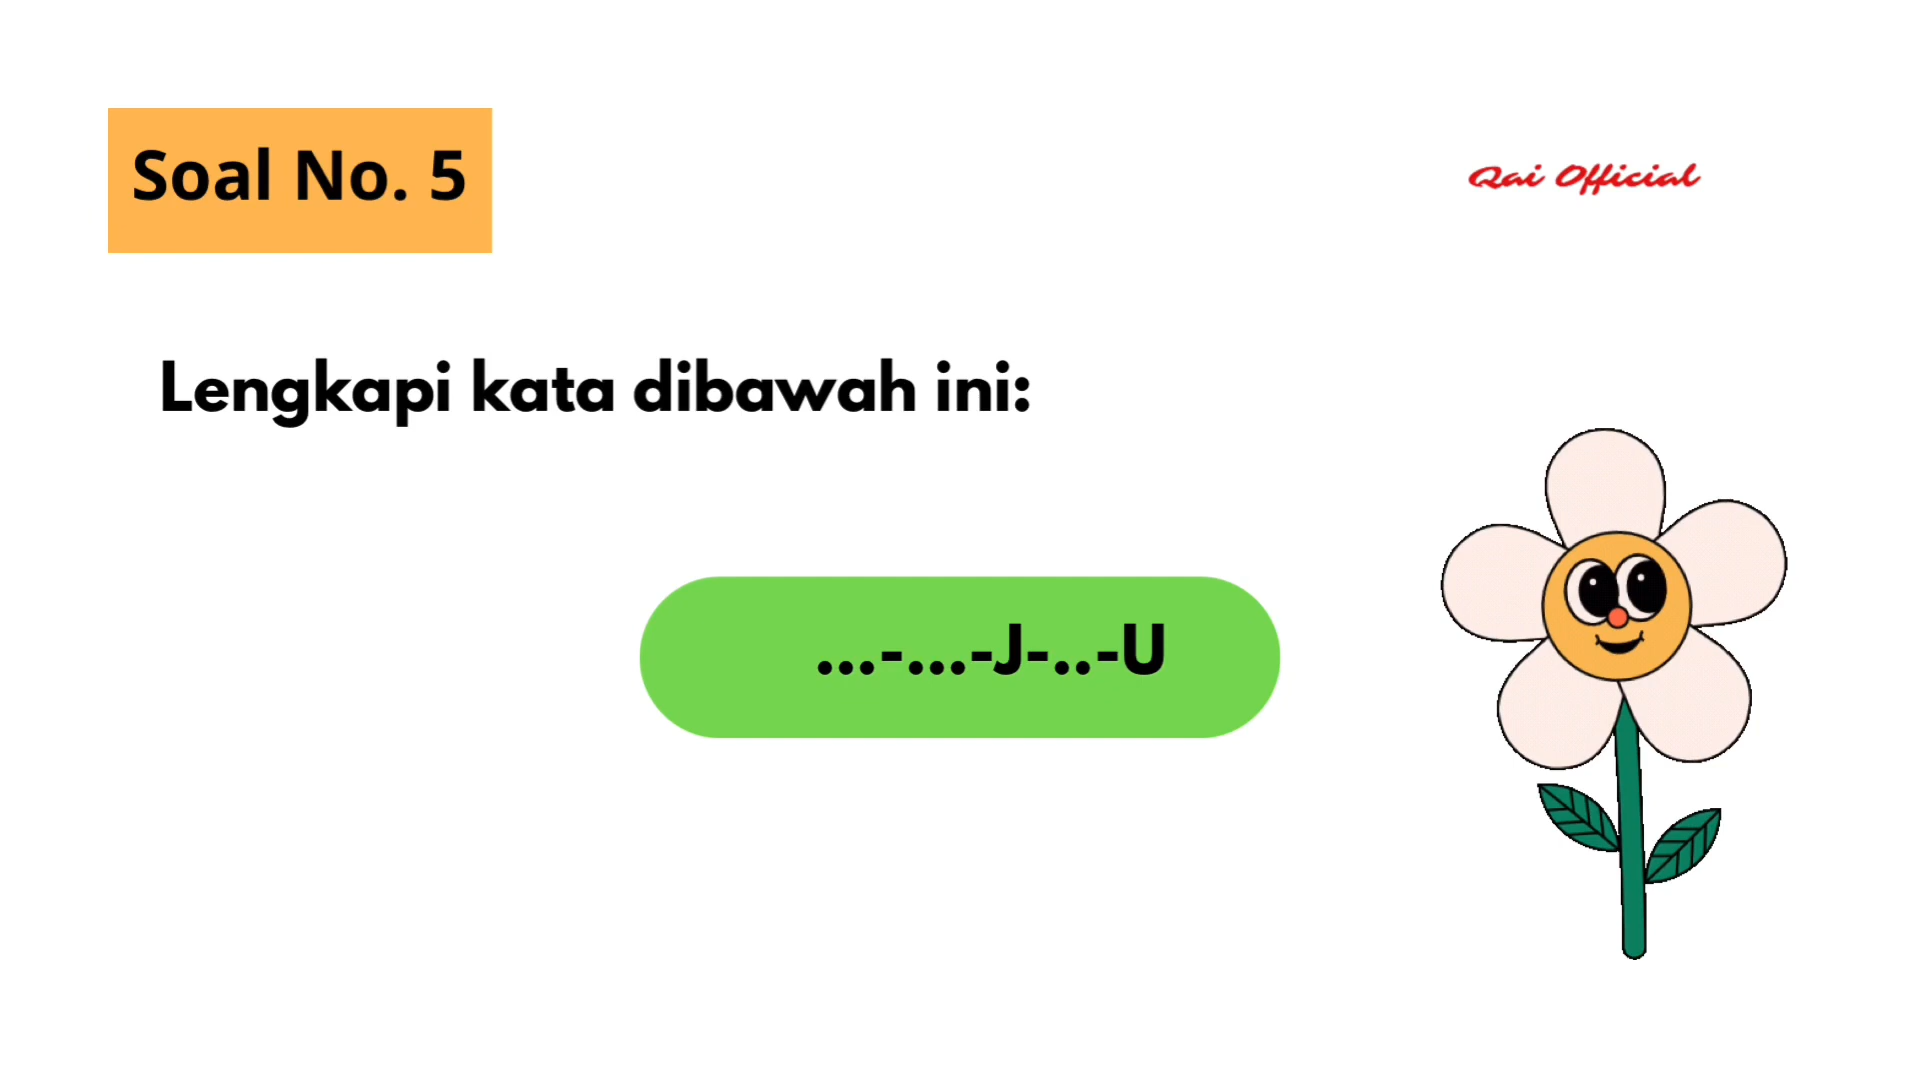 Soal No. 5
Qai Official
Lengkapi kata dibawah ini:
...-...-J-..-U